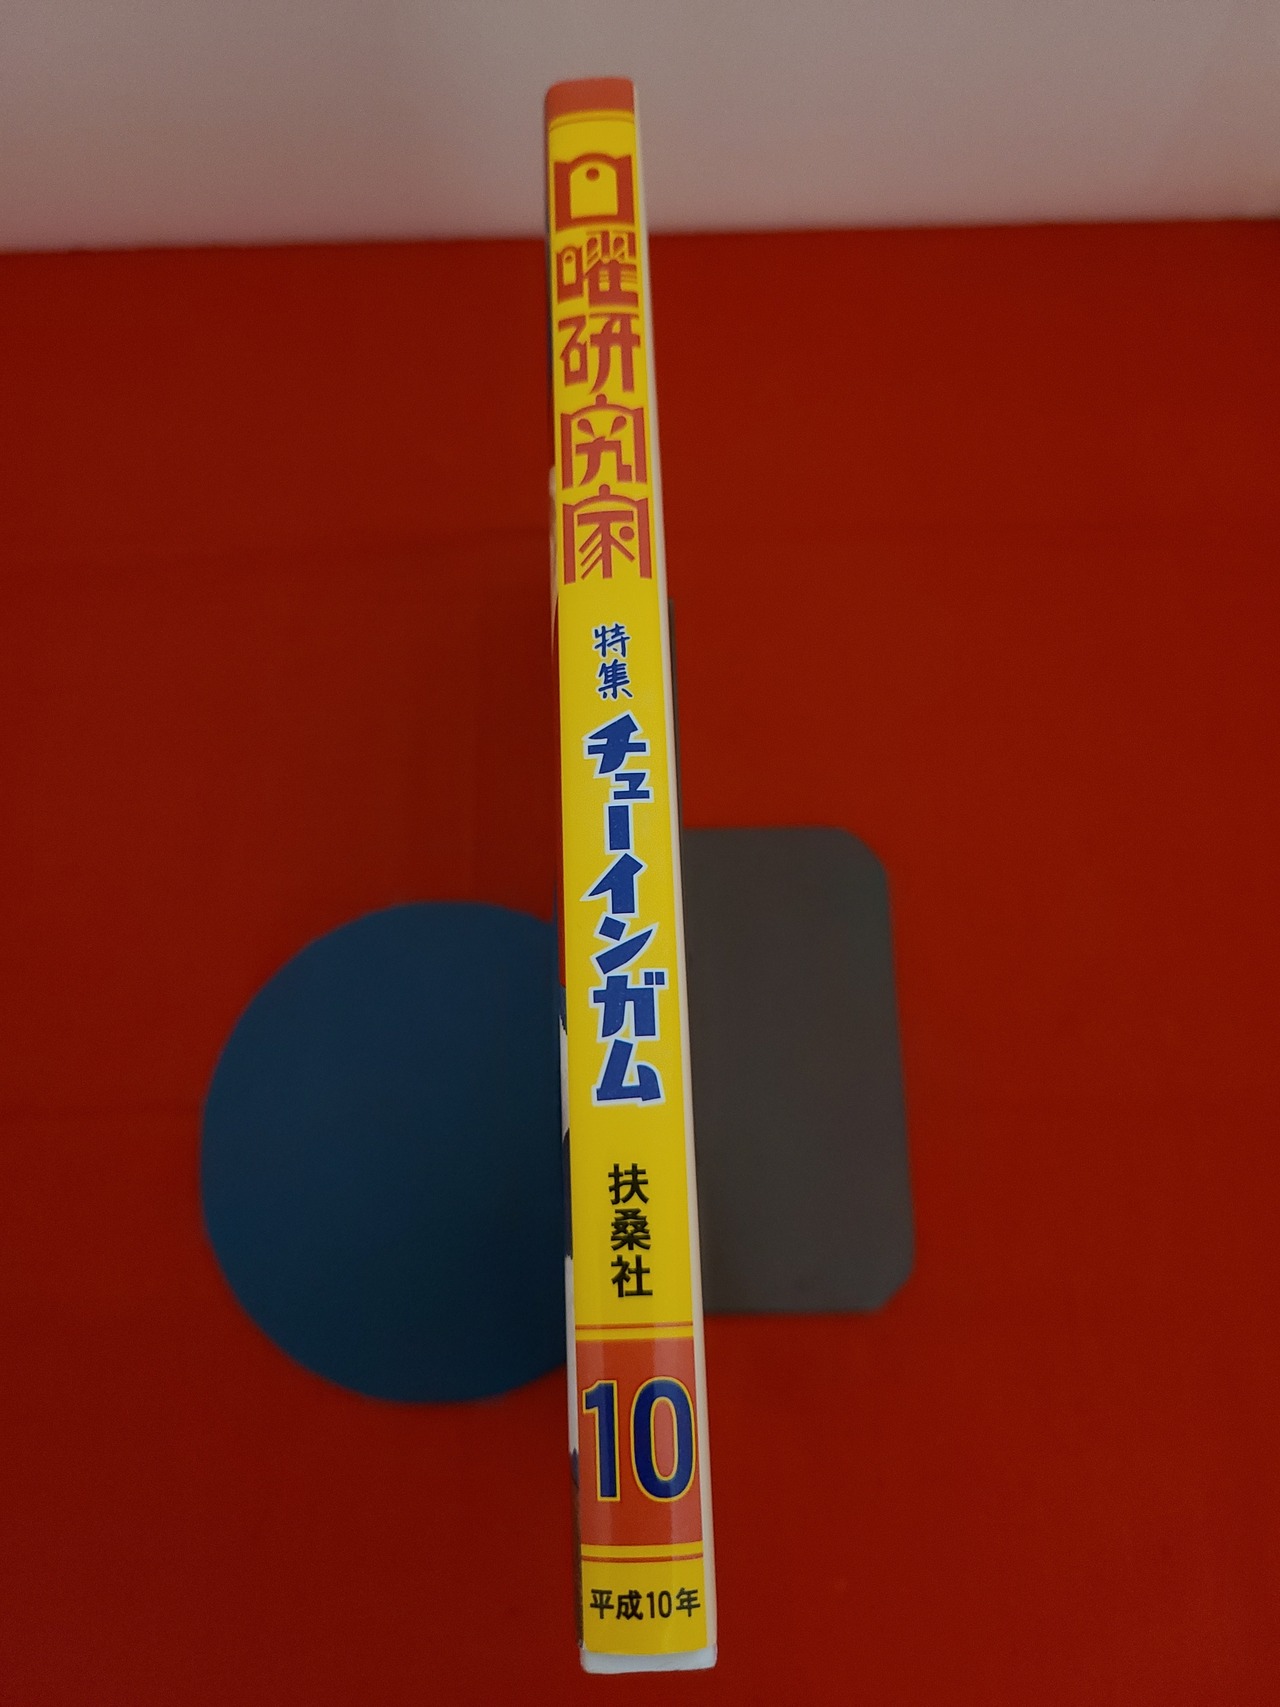 日曜研究家
特集
チューインガム
扶桑社
10
平成10年